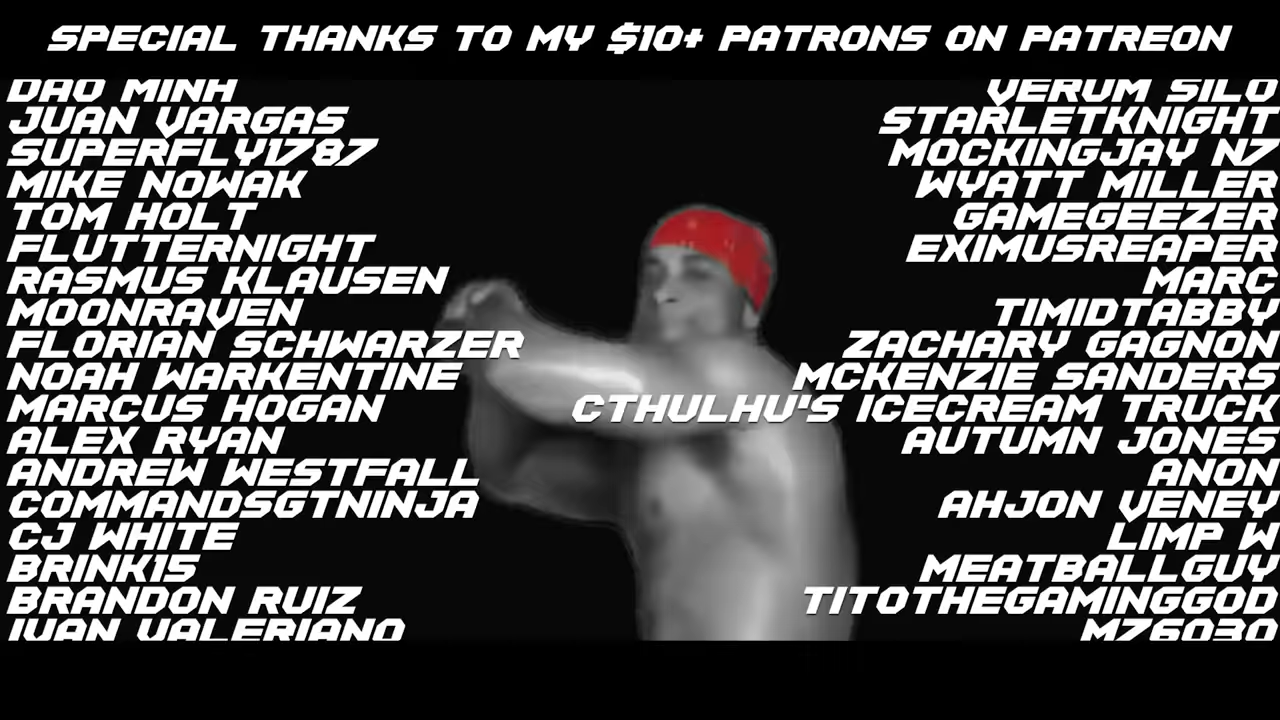 SPECIAL THANKS TO MY $10+ PATRONS ON PATREON
DAO MINH
JUAN VARGAS
SUPERFLY1787
MIKE NOWAK
TOM HOLT
FLUTTERNIGHT
RASMUS KLAUSEN
MOONRAVEN
FLORIAN SCHWARZER
NOAH WARKENTINE
MARCUS HOGAN
ALEX RYAN
ANDREW WESTFALL
COMMANDSGTNINJA
CJ WHITE
BRINK15
BRANDON RUIZ
IVAN VALERIANO
VERUM SILO
STARLETKNIGHT
MOCKINGJAY N7
WYATT MILLER
GAMEGEEZER
EXIMUSREAPER
MARC
TIMIDTABBY
ZACHARY GAGNON
MCKENZIE SANDERS
CTHULHU'S ICECREAM TRUCK
AUTUMN JONES
ANON
AHJON VENEY
LIMP W
MEATBALLGUY
TITOTHEGAMINGGOD
M76030